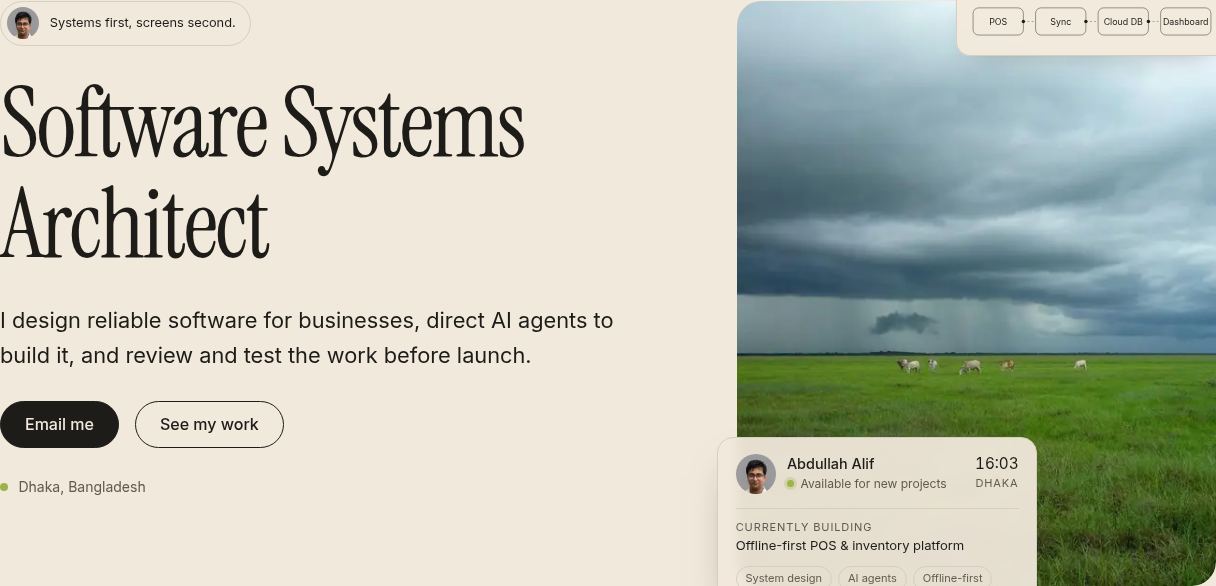 Systems first, screens second.
Software Systems
Architect
I design reliable software for businesses, direct AI agents to
build it, and review and test the work before launch.
Email me
See my work
Dhaka, Bangladesh
POS
Sync
Cloud DB
Dashboard
Abdullah Alif
Available for new projects
16:03
DHAKA
CURRENTLY BUILDING
Offline-first POS & inventory platform
System design
AI agents
Offline-first